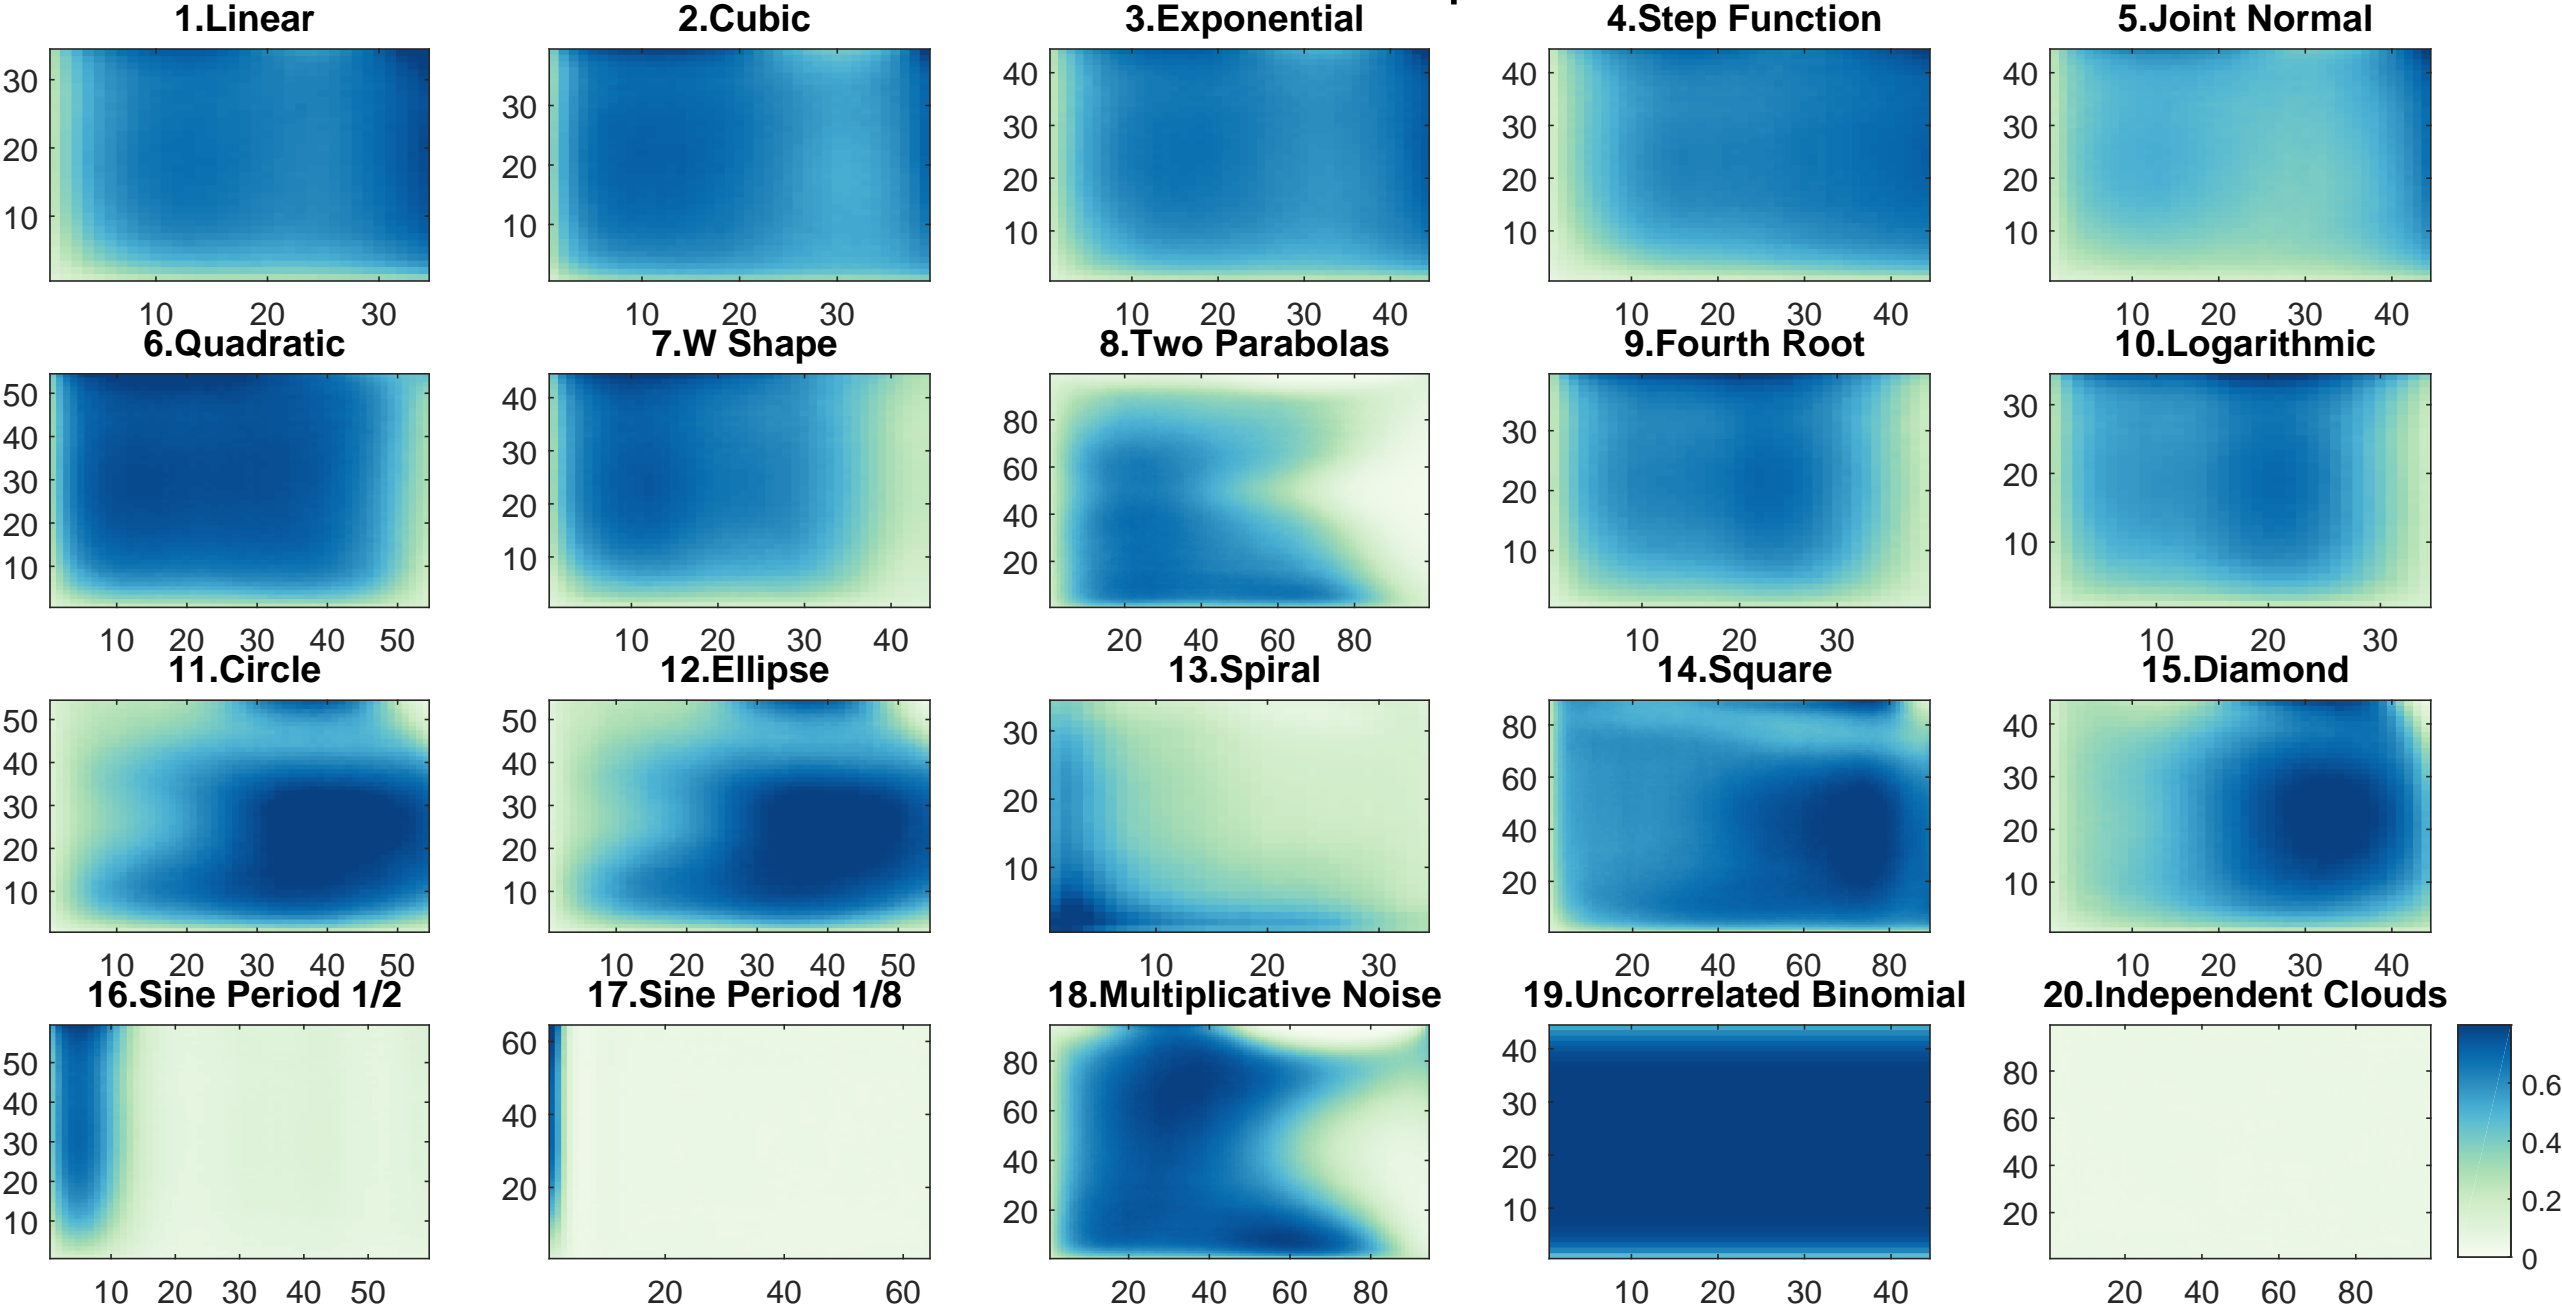 1.Linear 2.Cubic 3.Exponential 4.Step Function 5.Joint Normal
30 30 40 40 40
20 20 30 30 30
10 10 20 20 20
10 10 10
10 20 30 10 20 30 10 20 30 40 10 20 30 40 10 20 30 40
6.Quadratic 7.W Shape 8.Two Parabolas 9.Fourth Root 10.Logarithmic
50 40 80 30 30
40 30 60 20 20
30 20 40 10 10
20 10 20
10
10 20 30 40 50 10 20 30 40 20 40 60 80 10 20 30 10 20 30
11.Circle 12.Ellipse 13.Spiral 14.Square 15.Diamond
50 50 30 80 40
40 40 20 60 30
30 30 10 40 20
20 20 20 10
10 10
10 20 30 40 50 10 20 30 40 50 10 20 30 20 40 60 80 10 20 30 40
16.Sine Period 1/2 17.Sine Period 1/8 18.Multiplicative Noise 19.Uncorrelated Binomial 20.Independent Clouds
50 60 80 40 80 0.6
40 40 60 30 60 0.4
30 20 40 20 40 0.2
20 20 10 20 0
10
10 20 30 40 50 20 40 60 20 40 60 80 10 20 30 40 20 40 60 80